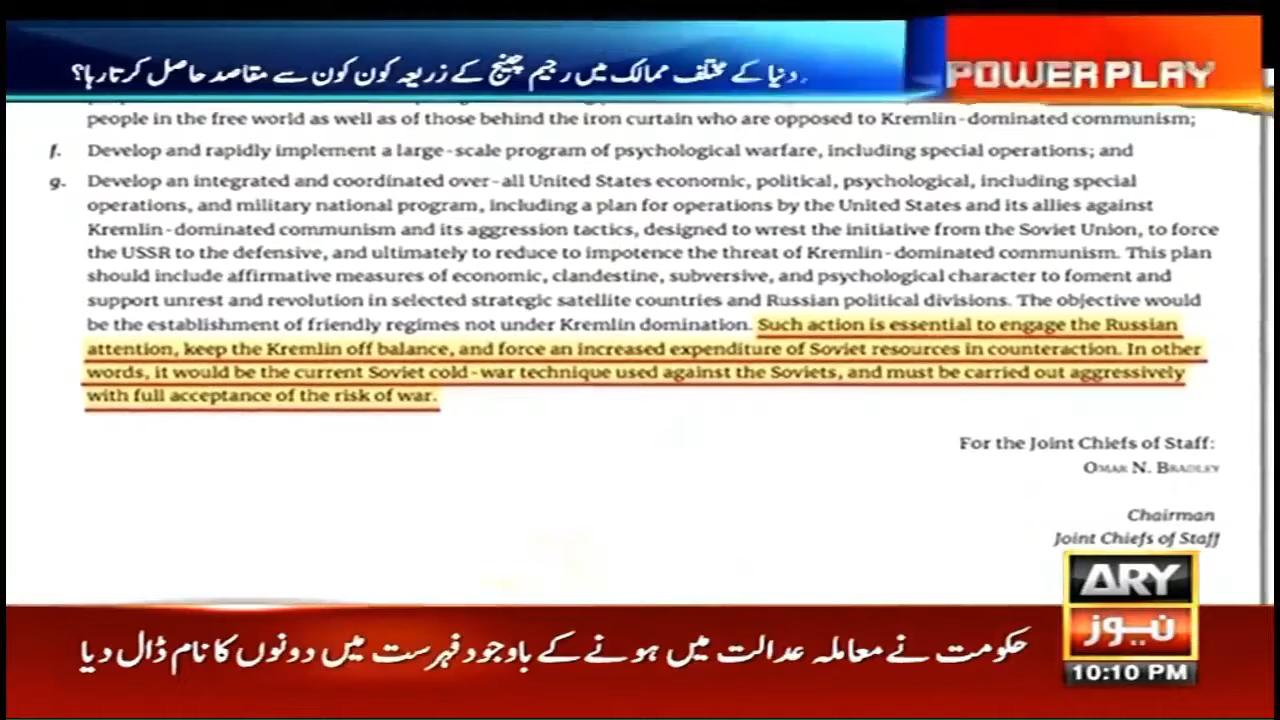 دنیا کے مختلف ممالک میں رجیم چینج کے زریعہ کون کون سے مقاصد حاصل کرتا رہا؟
POWER PLAY
people in the free world as well as of those behind the iron curtain who are opposed to Kremlin-dominated communism;
f. Develop and rapidly implement a large-scale program of psychological warfare, including special operations; and
g. Develop an integrated and coordinated over-all United States economic, political, psychological, including special
operations, and military national program, including a plan for operations by the United States and its allies against
Kremlin-dominated communism and its aggression tactics, designed to wrest the initiative from the Soviet Union, to force
the USSR to the defensive, and ultimately to reduce to impotence the threat of Kremlin-dominated communism. This plan
should include affirmative measures of economic, clandestine, subversive, and psychological character to foment and
support unrest and revolution in selected strategic satellite countries and Russian political divisions. The objective would
be the establishment of friendly regimes not under Kremlin domination. Such action is essential to engage the Russian
attention, keep the Kremlin off balance, and force an increased expenditure of Soviet resources in counteraction. In other
words, it would be the current Soviet cold-war technique used against the Soviets, and must be carried out aggressively
with full acceptance of the risk of war.
For the Joint Chiefs of Staff:
OMAR N. BRADLEY
Chairman
Joint Chiefs of Staff
ARY
نیوز
10:10 PM
حکومت نے معاملہ عدالت میں ہونے کے باوجود فہرست میں دونوں کا نام ڈال دیا